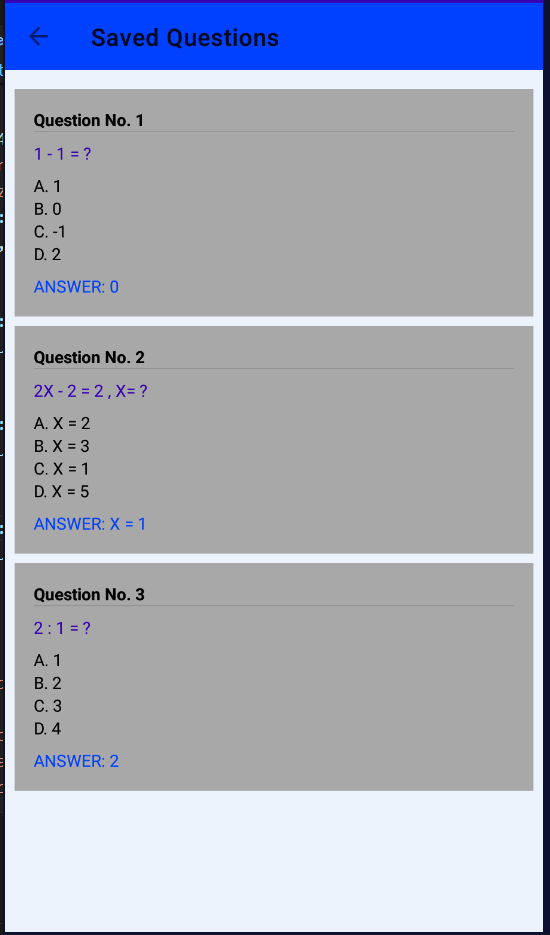 Saved Questions
Question No. 1
1 - 1 = ?
A. 1
B. 0
C. -1
D. 2
ANSWER: 0
Question No. 2
2X - 2 = 2 , X= ?
A. X = 2
B. X = 3
C. X = 1
D. X = 5
ANSWER: X = 1
Question No. 3
2 : 1 = ?
A. 1
B. 2
C. 3
D. 4
ANSWER: 2